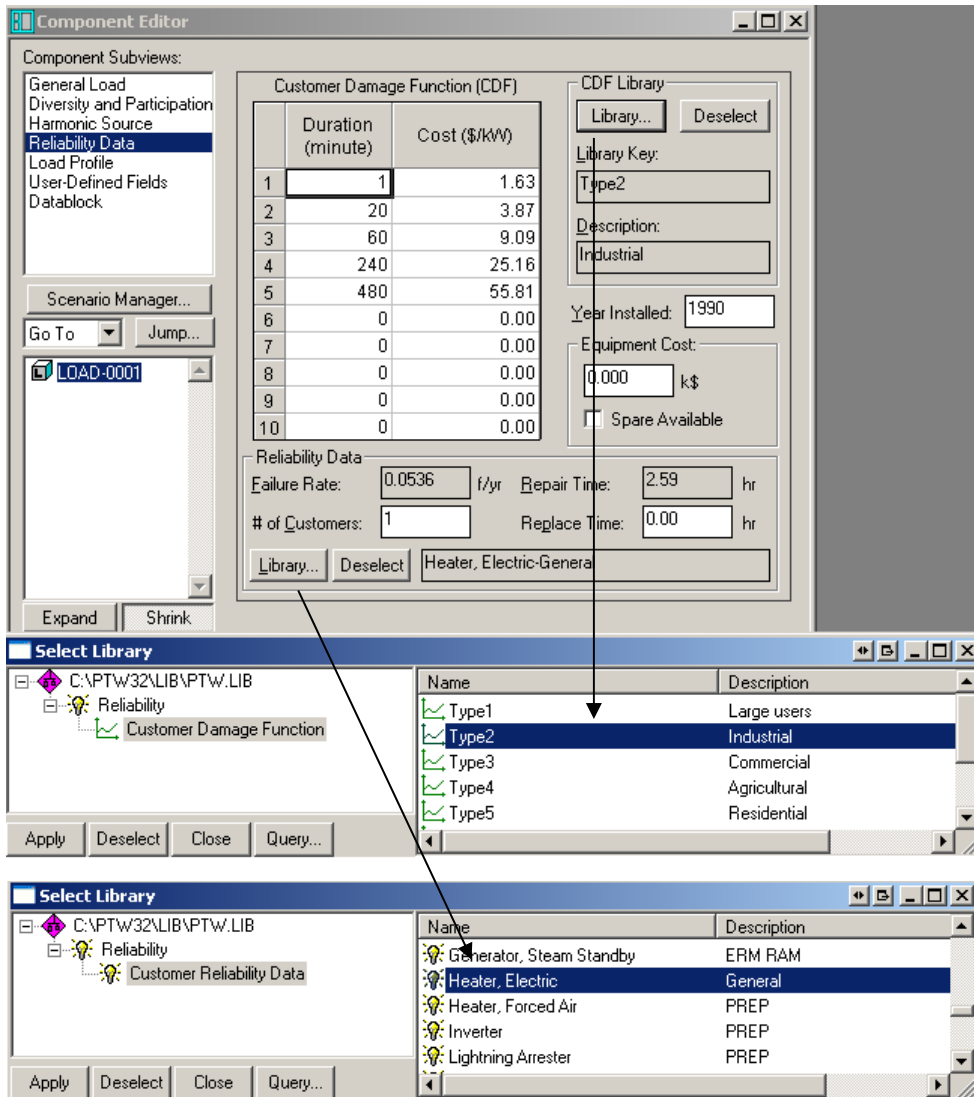 Component Editor
Component Subviews:
General Load
Diversity and Participation
Harmonic Source
Reliability Data
Load Profile
User-Defined Fields
Datablock
Scenario Manager...
Go To Jump...
LOAD-0001
Expand Shrink
Customer Damage Function (CDF)
Duration (minute) Cost ($/kW)
1 1 1.63
2 20 3.87
3 60 9.09
4 240 25.16
5 480 55.81
6 0 0.00
7 0 0.00
8 0 0.00
9 0 0.00
10 0 0.00
CDF Library
Library... Deselect
Library Key:
Type2
Description:
Industrial
Year Installed: 1990
Equipment Cost:
0.000 k$
Spare Available
Reliability Data
Failure Rate: 0.0536 f/yr Repair Time: 2.59 hr
# of Customers: 1 Replace Time: 0.00 hr
Library... Deselect Heater, Electric-General
Select Library
C:\PTW32\LIB\PTW.LIB
Reliability
Customer Damage Function
Apply Deselect Close Query...
Name Description
Type1 Large users
Type2 Industrial
Type3 Commercial
Type4 Agricultural
Type5 Residential
Select Library
C:\PTW32\LIB\PTW.LIB
Reliability
Customer Reliability Data
Apply Deselect Close Query...
Name Description
Generator, Steam Standby ERM RAM
Heater, Electric General
Heater, Forced Air PREP
Inverter PREP
Lightning Arrester PREP